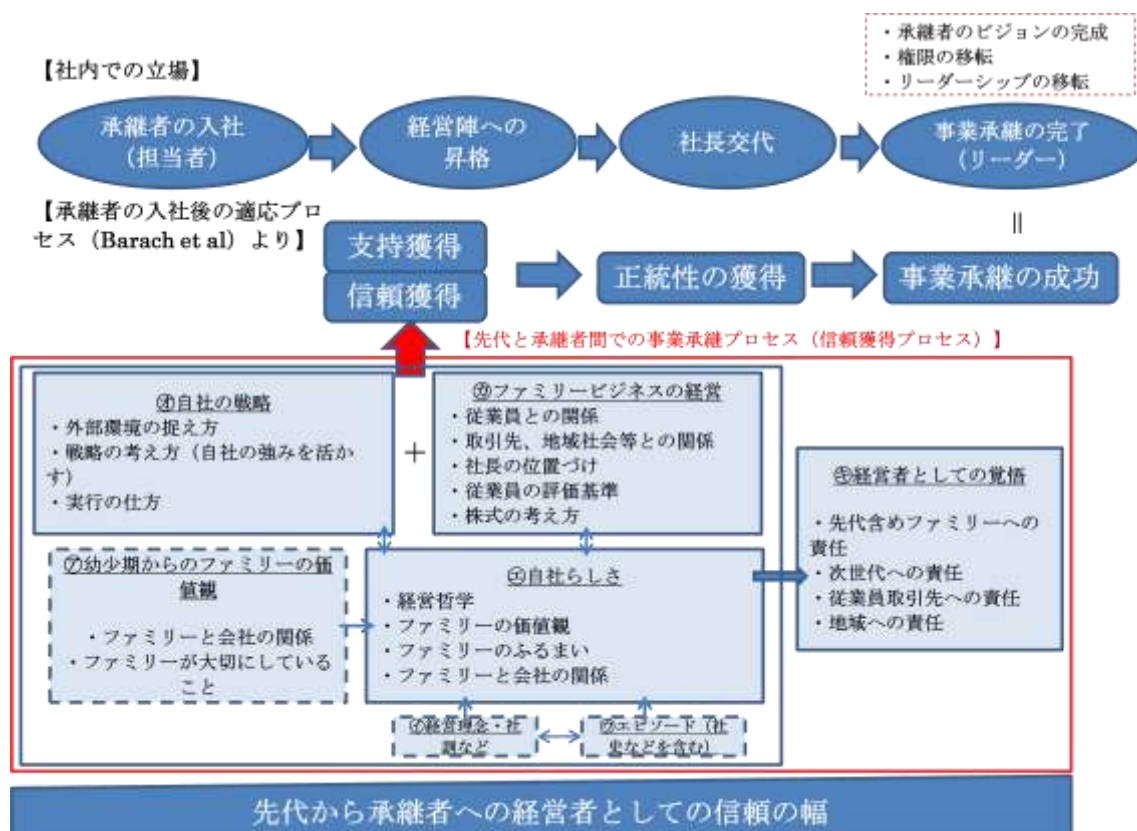 ・承継者のビジョンの完成
・権限の移転
・リーダーシップの移転
【社内での立場】
承継者の入社
（担当者）
経営陣への
昇格
社長交代
事業承継の完了
（リーダー）
【承継者の入社後の適応プロ
セス（Barach et al）より】
॥
支持獲得
信頼獲得
正統性の獲得
事業承継の成功
【先代と承継者間での事業承継プロセス（信頼獲得プロセス）】
㋔自社の戦略
・外部環境の捉え方
・戦略の考え方（自社の強みを活か
す）
・実行の仕方
＋
㋕ファミリービジネスの経営
・従業員との関係
・取引先、地域社会等との関係
・社長の位置づけ
・従業員の評価基準
・株式の考え方
㋖経営者としての覚悟
・先代含めファミリーへの
責任
・次世代への責任
・従業員取引先への責任
・地域への責任
㋐幼少期からのファミリーの価
値観
・ファミリーと会社の関係
・ファミリーが大切にしている
こと
㋓自社らしさ
・経営哲学
・ファミリーの価値観
・ファミリーのふるまい
・ファミリーと会社の関係
㋑経営理念・社
訓など
㋒エピソード（社
史などを含む）
先代から承継者への経営者としての信頼の幅